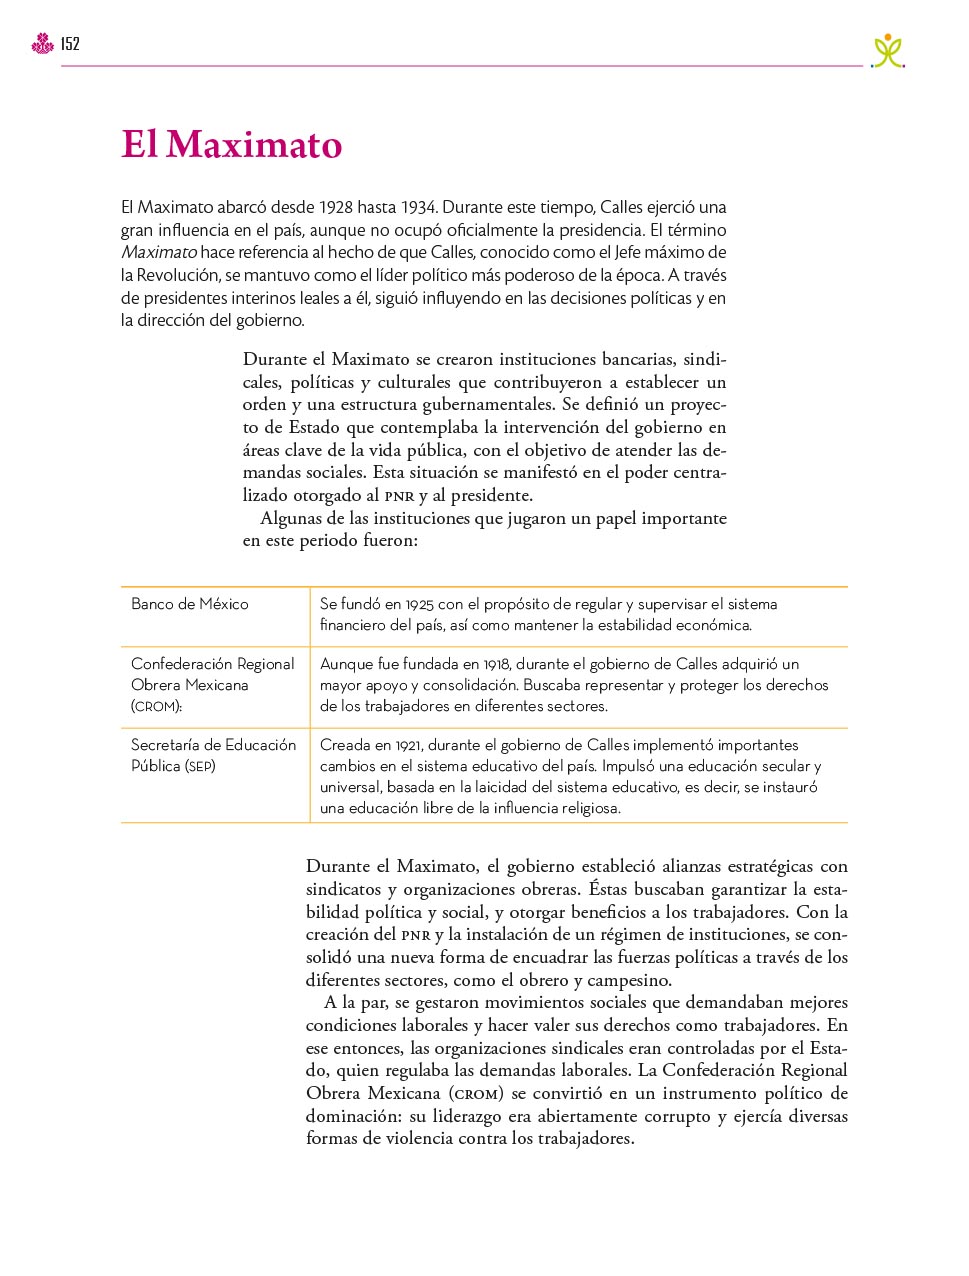 152
El Maximato
El Maximato abarcó desde 1928 hasta 1934. Durante este tiempo, Calles ejerció una
gran influencia en el país, aunque no ocupó oficialmente la presidencia. El término
Maximato hace referencia al hecho de que Calles, conocido como el Jefe máximo de
la Revolución, se mantuvo como el líder político más poderoso de la época. A través
de presidentes interinos leales a él, siguió influyendo en las decisiones políticas y en
la dirección del gobierno.
Durante el Maximato se crearon instituciones bancarias, sindi-
cales, políticas y culturales que contribuyeron a establecer un
orden y una estructura gubernamentales. Se definió un proyec-
to de Estado que contemplaba la intervención del gobierno en
áreas clave de la vida pública, con el objetivo de atender las de-
mandas sociales. Esta situación se manifestó en el poder centra-
lizado otorgado al PNR y al presidente.
Algunas de las instituciones que jugaron un papel importante
en este periodo fueron:
Banco de México
Se fundó en 1925 con el propósito de regular y supervisar el sistema
financiero del país, así como mantener la estabilidad económica.
Confederación Regional
Obrera Mexicana
(CROM):
Aunque fue fundada en 1918, durante el gobierno de Calles adquirió un
mayor apoyo y consolidación. Buscaba representar y proteger los derechos
de los trabajadores en diferentes sectores.
Secretaría de Educación
Pública (SEP)
Creada en 1921, durante el gobierno de Calles implementó importantes
cambios en el sistema educativo del país. Impulsó una educación secular y
universal, basada en la laicidad del sistema educativo, es decir, se instauró
una educación libre de la influencia religiosa.
Durante el Maximato, el gobierno estableció alianzas estratégicas con
sindicatos y organizaciones obreras. Éstas buscaban garantizar la esta-
bilidad política y social, y otorgar beneficios a los trabajadores. Con la
creación del PNR y la instalación de un régimen de instituciones, se con-
solidó una nueva forma de encuadrar las fuerzas políticas a través de los
diferentes sectores, como el obrero y campesino.
A la par, se gestaron movimientos sociales que demandaban mejores
condiciones laborales y hacer valer sus derechos como trabajadores. En
ese entonces, las organizaciones sindicales eran controladas por el Esta-
do, quien regulaba las demandas laborales. La Confederación Regional
Obrera Mexicana (CROM) se convirtió en un instrumento político de
dominación: su liderazgo era abiertamente corrupto y ejercía diversas
formas de violencia contra los trabajadores.